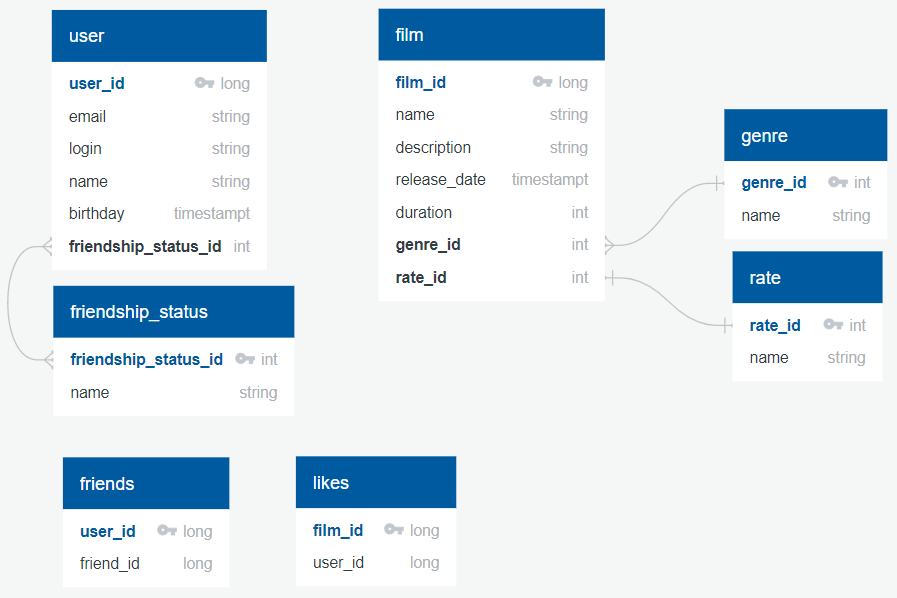 user
user_id long
email string
login string
name string
birthday timestampt
friendship_status_id int
film
film_id long
name string
description string
release_date timestampt
duration int
genre_id int
rate_id int
genre
genre_id int
name string
rate
rate_id int
name string
friendship_status
friendship_status_id int
name string
friends
user_id long
friend_id long
likes
film_id long
user_id long